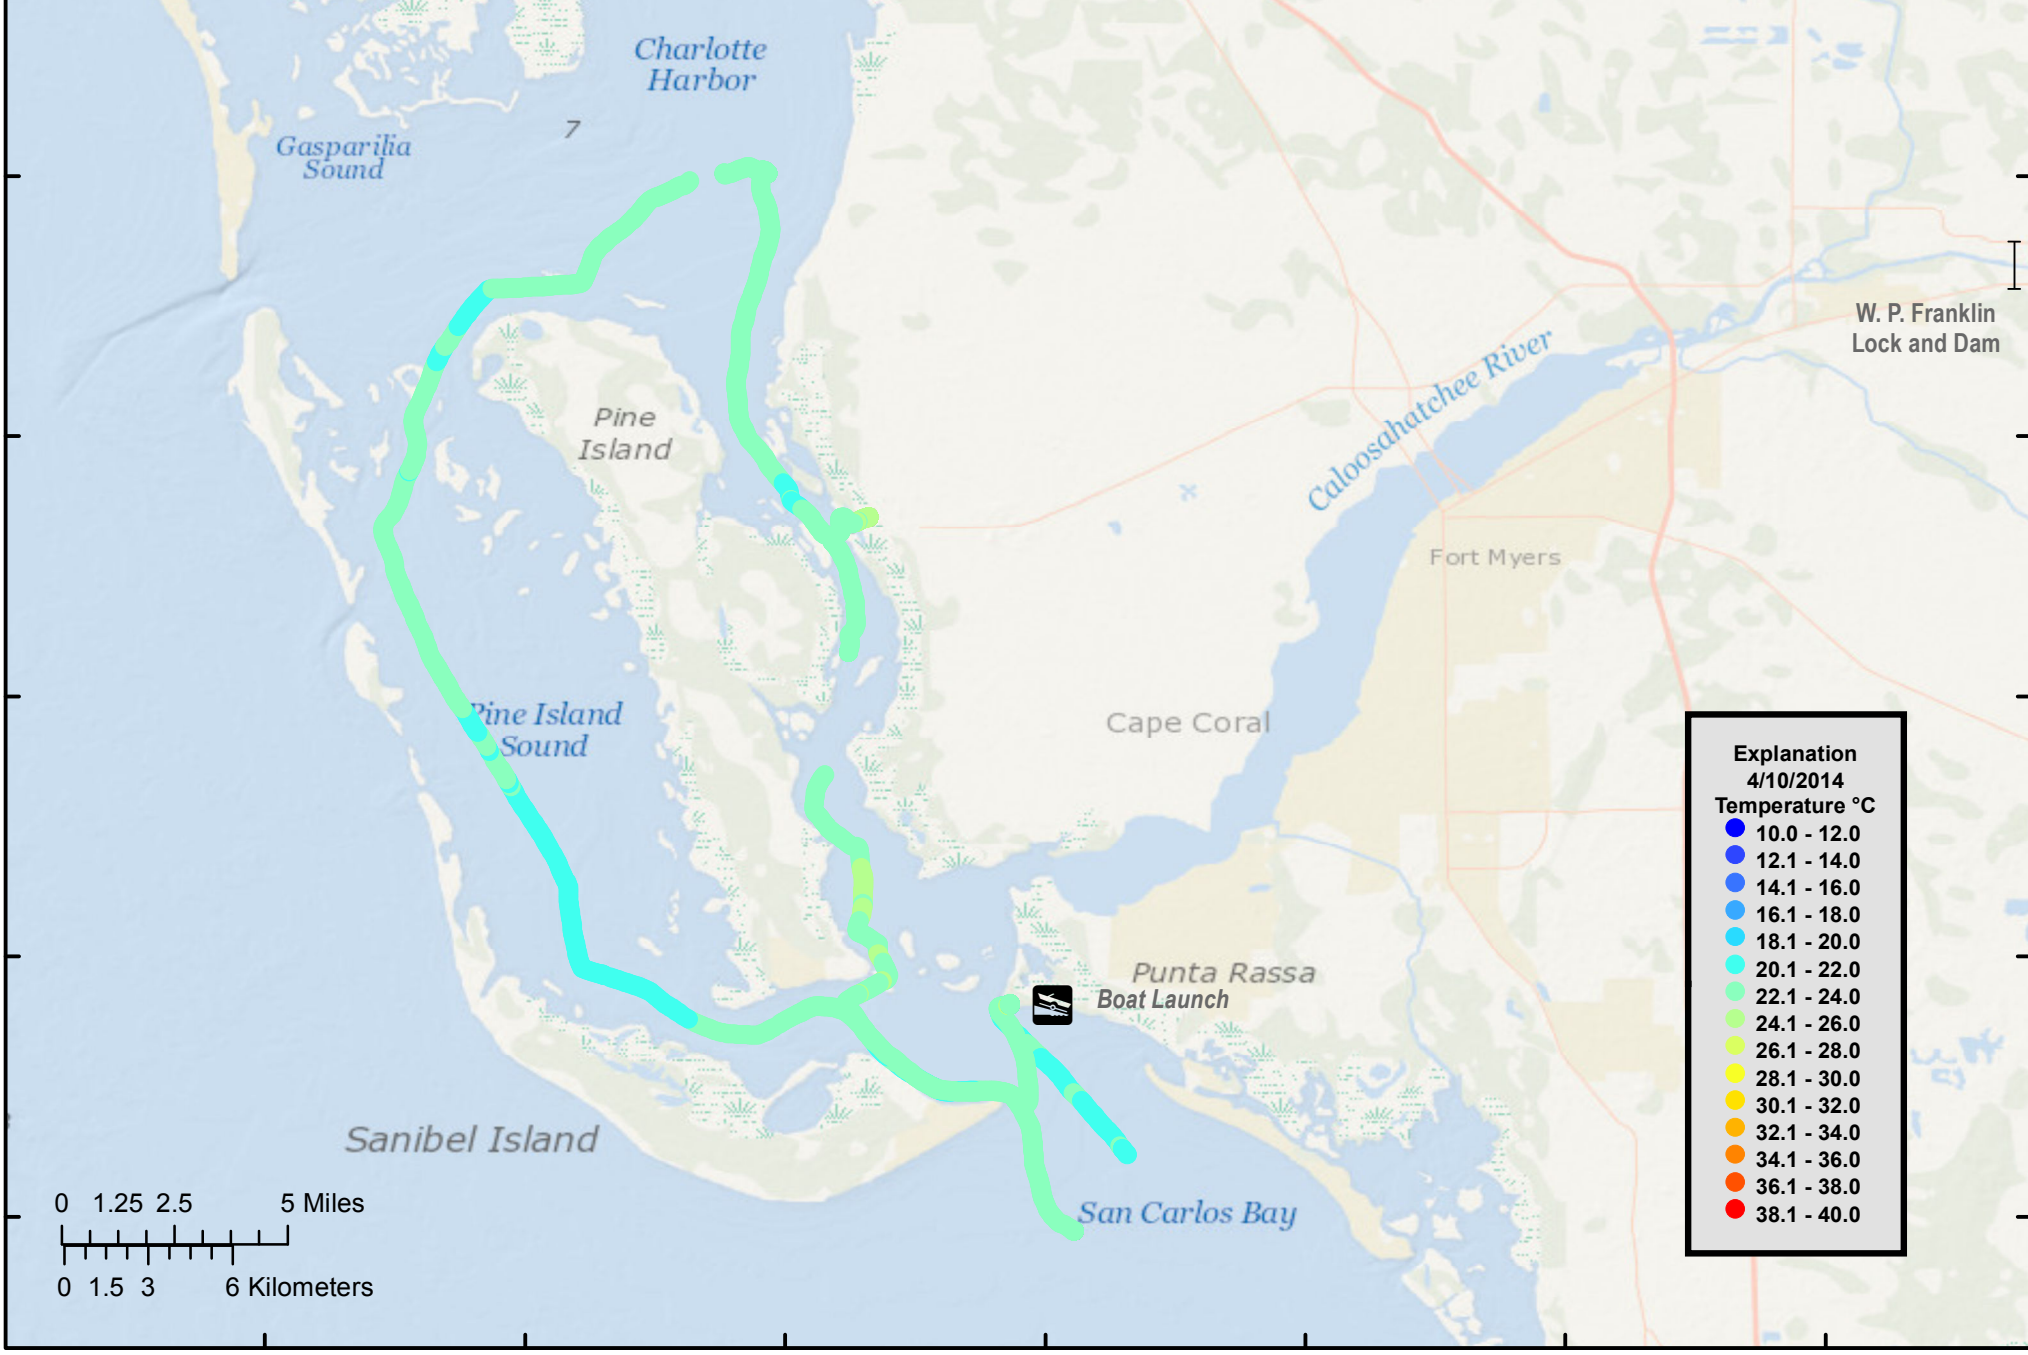 Charlotte
Harbor
7
Gasparilia
Sound
W. P. Franklin
Lock and Dam
Caloosahatchee River
Pine
Island
Fort Myers
Pine Island
Sound
Cape Coral
Punta Rassa
Boat Launch
Sanibel Island
San Carlos Bay
Explanation
4/10/2014
Temperature °C
10.0 - 12.0
12.1 - 14.0
14.1 - 16.0
16.1 - 18.0
18.1 - 20.0
20.1 - 22.0
22.1 - 24.0
24.1 - 26.0
26.1 - 28.0
28.1 - 30.0
30.1 - 32.0
32.1 - 34.0
34.1 - 36.0
36.1 - 38.0
38.1 - 40.0
0 1.25 2.5 5 Miles
0 1.5 3 6 Kilometers